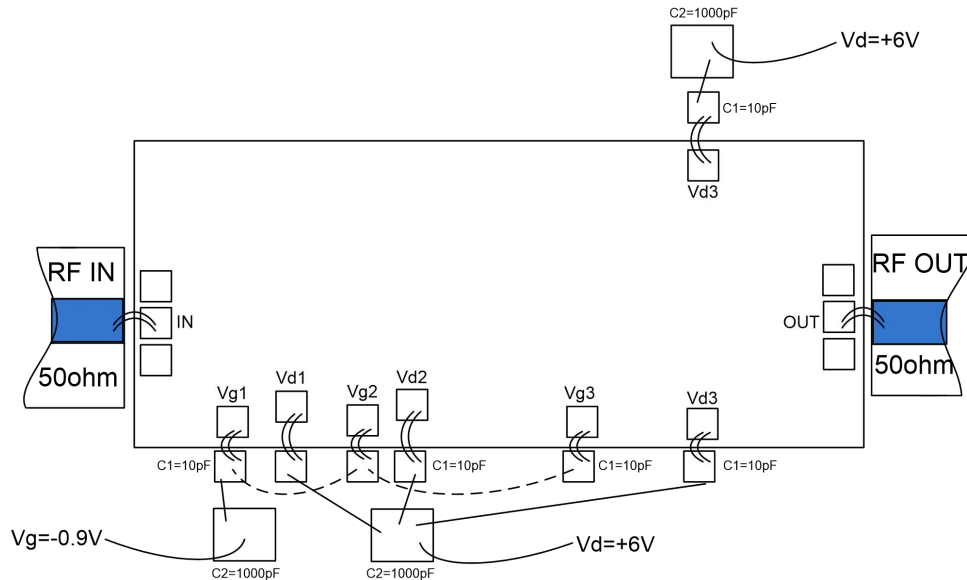 C2=1000pF
Vd=+6V
C1=10pF
Vd3
RF IN
RF OUT
IN
OUT
50ohm
50ohm
Vg1
Vd1
Vg2
Vd2
Vg3
Vd3
C1=10pF
C1=10pF
C1=10pF
C1=10pF
Vg=-0.9V
Vd=+6V
C2=1000pF
C2=1000pF